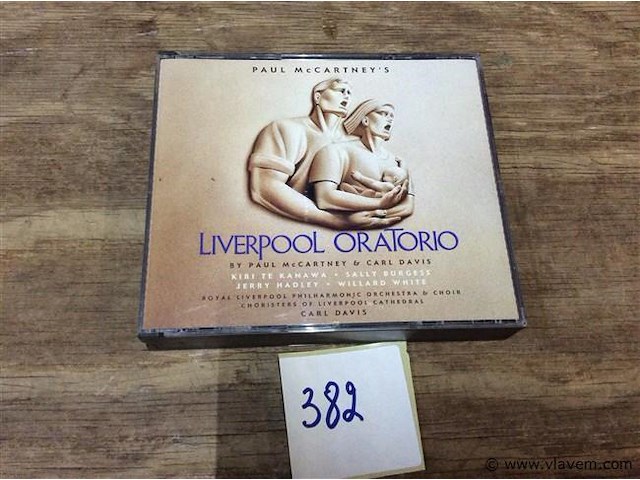 PAUL McCARTNEY'S
LIVERPOOL ORATORIO
BY PAUL McCARTNEY & CARL DAVIS
KIRI TE KANAWA • SALLY BURGESS
JERRY HADLEY • WILLARD WHITE
ROYAL LIVERPOOL PHILHARMONIC ORCHESTRA & CHOIR
CHORISTERS OF LIVERPOOL CATHEDRAL
CARL DAVIS
382
© www.vlavem.com